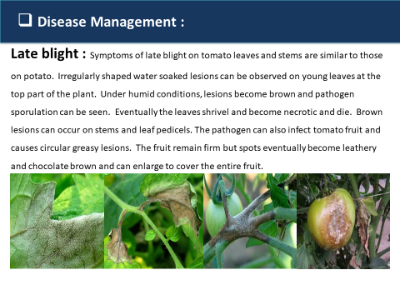 ❑ Disease Management :
Late blight : Symptoms of late blight on tomato leaves and stems are similar to those
on potato. Irregularly shaped water soaked lesions can be observed on young leaves at the
top part of the plant. Under humid conditions, lesions become brown and pathogen
sporulation can be seen. Eventually the leaves shrivel and become necrotic and die. Brown
lesions can occur on stems and leaf pedicels. The pathogen can also infect tomato fruit and
causes circular greasy lesions. The fruit remain firm but spots eventually become leathery
and chocolate brown and can enlarge to cover the entire fruit.